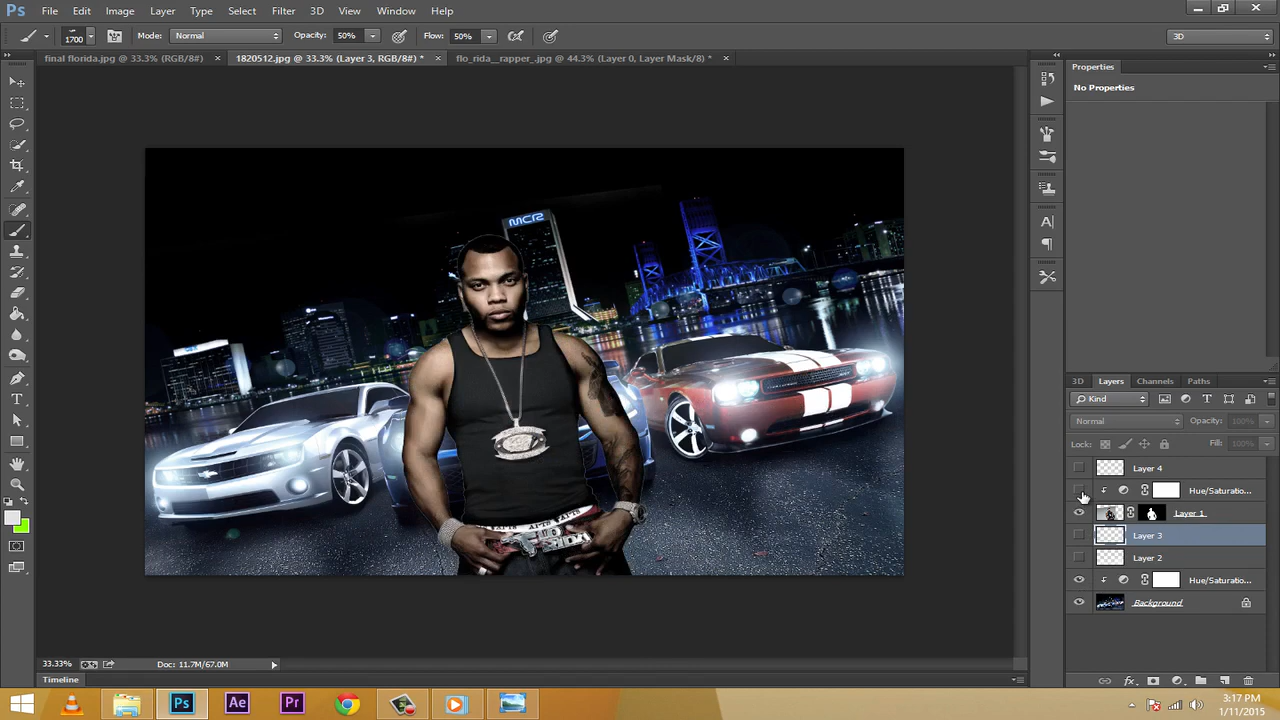 Ps File Edit Image Layer Type Select Filter 3D View Window Help
1700 Mode: Normal Opacity: 50% Flow: 50% 3D
final florida.jpg @ 33.3% (RGB/8#) × 1820512.jpg @ 33.3% (Layer 3, RGB/8#) * × flo_rida__rapper_.jpg @ 44.3% (Layer 0, Layer Mask/8) * ×
Properties
No Properties
MCR
3D Layers Channels Paths
Kind
Normal Opacity: 100%
Lock: Fill: 100%
Layer 4
Hue/Saturatio...
Layer 1
Layer 3
Layer 2
Hue/Saturatio...
Background
33.33% Doc: 11.7M/67.0M
Timeline
Ps Ae Pr
3:17 PM
1/11/2015